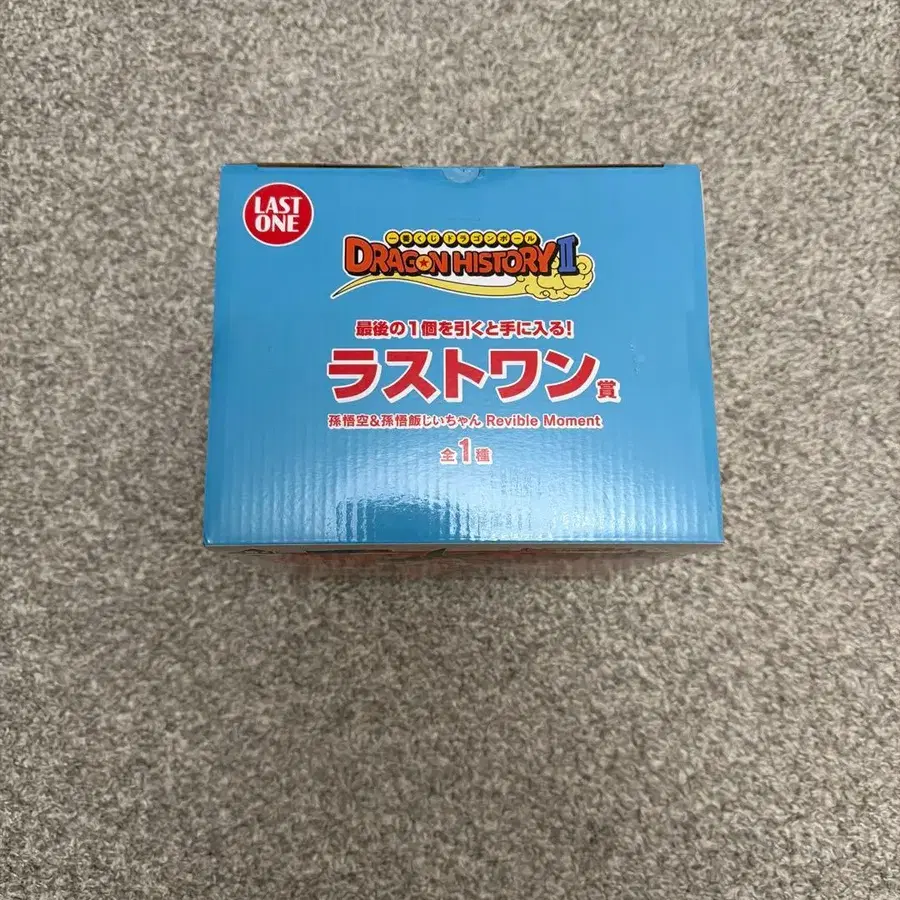 LAST
ONE
一番くじ ドラゴンボール
DRAGON HISTORY II
最後の1個を引くと手に入る!
ラストワン賞
孫悟空&孫悟飯じいちゃん Revible Moment
全1種